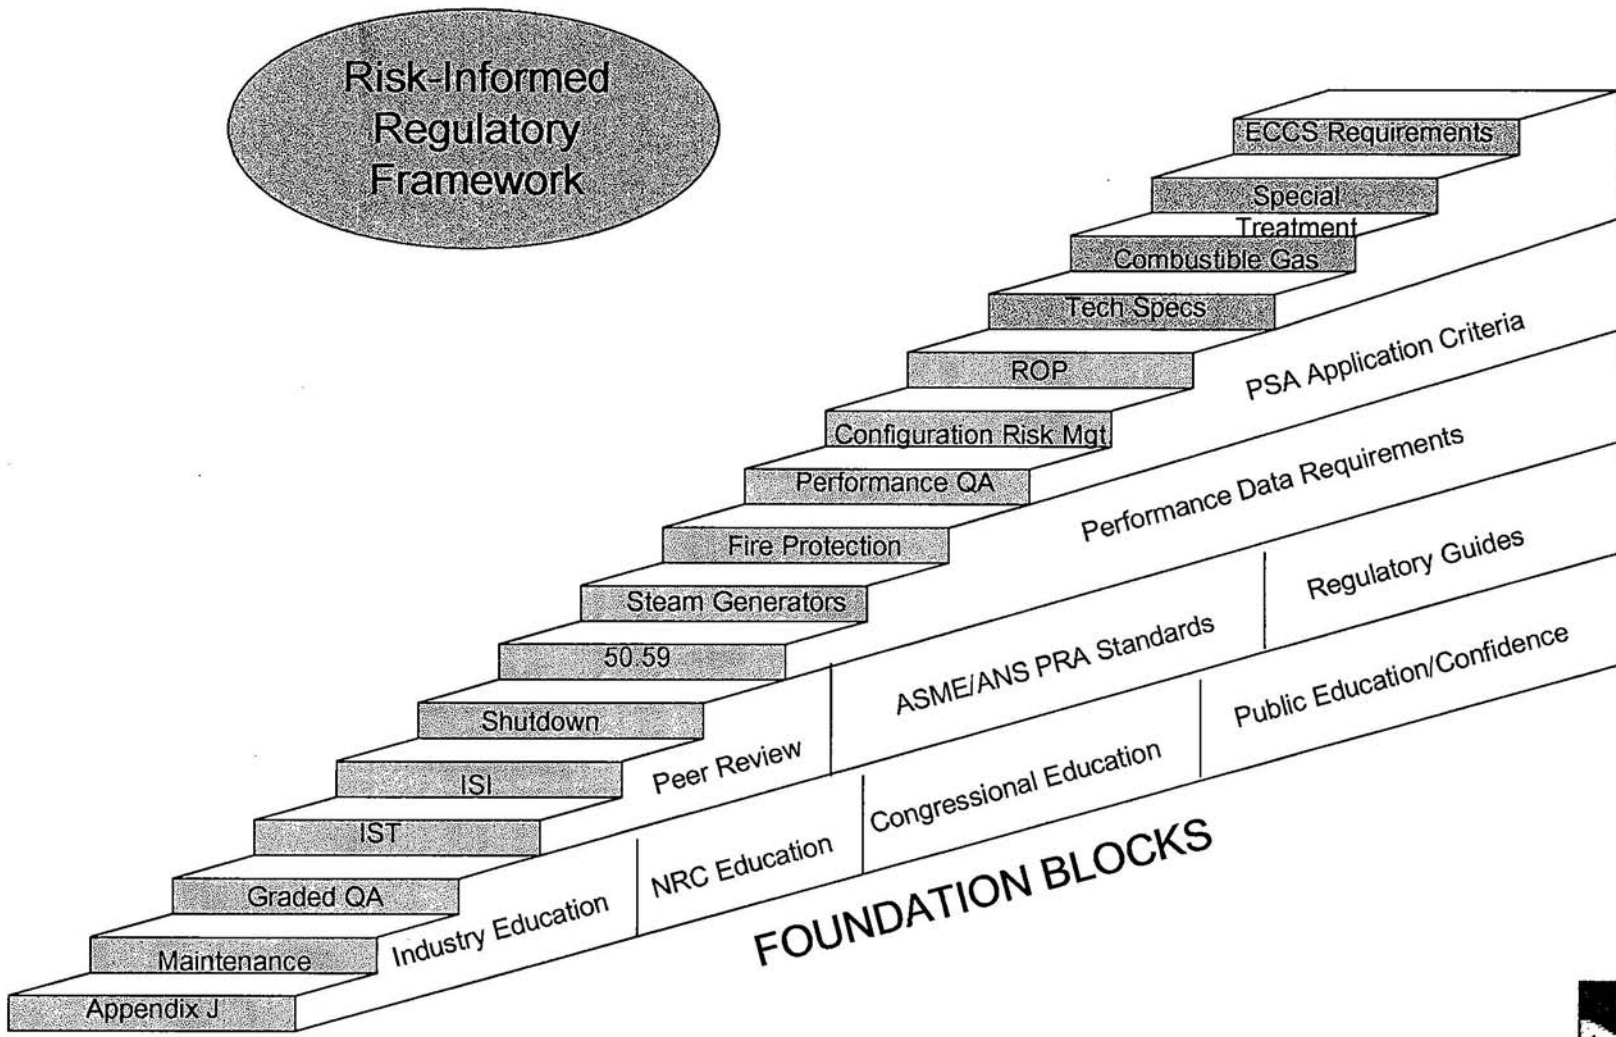 Risk-Informed
Regulatory
Framework
ECCS Requirements
Special
Treatment
Combustible Gas
Tech Specs
ROP
Configuration Risk Mgt
Performance QA
Fire Protection
Steam Generators
50.59
Shutdown
ISI
IST
Graded QA
Maintenance
Appendix J
PSA Application Criteria
Performance Data Requirements
Peer Review
ASME/ANS PRA Standards
Regulatory Guides
Industry Education
NRC Education
Congressional Education
Public Education/Confidence
FOUNDATION BLOCKS